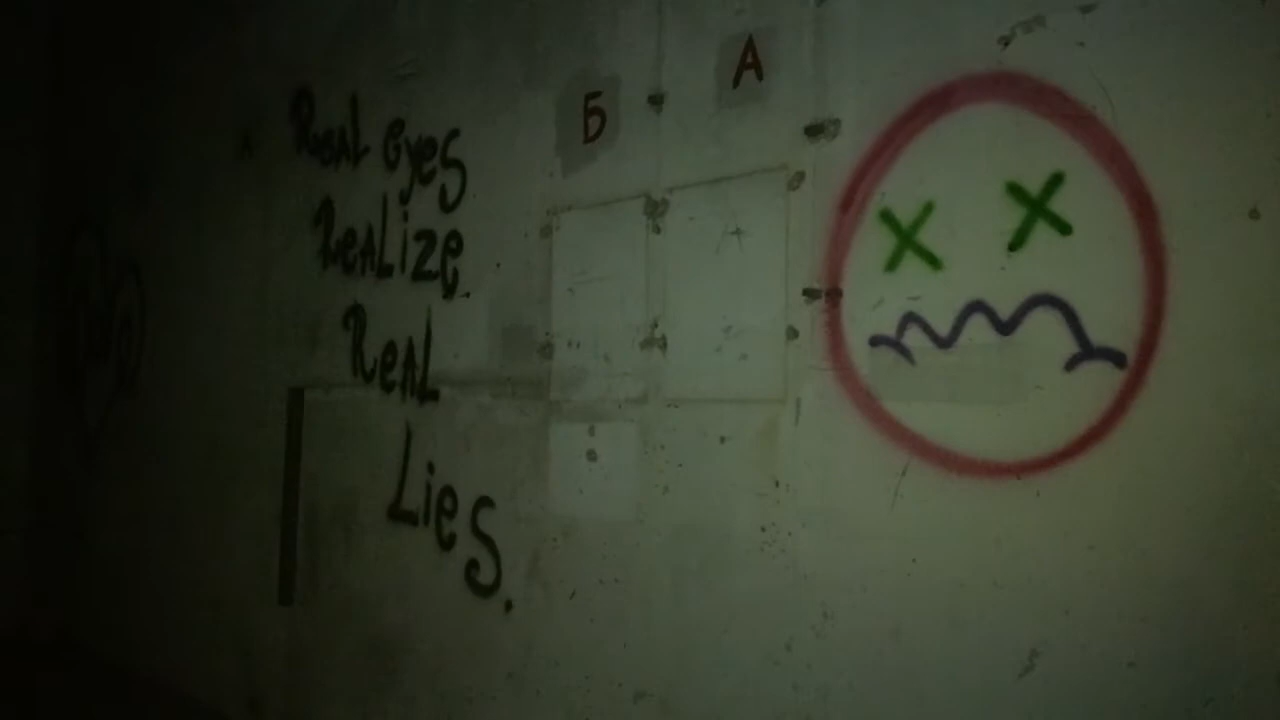 Real eyes
Realize
Real
Lies.
Б
А